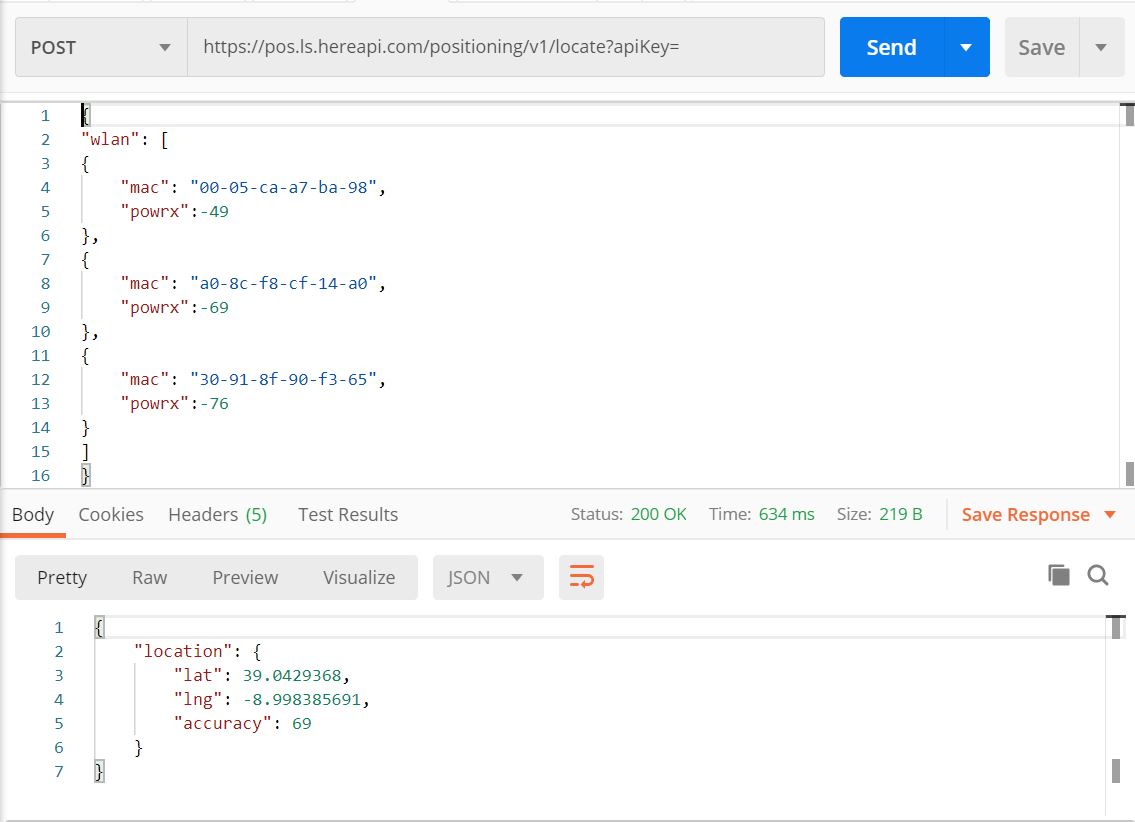 POST https://pos.ls.hereapi.com/positioning/v1/locate?apiKey= Send Save
1 {
2 "wlan": [
3 {
4 "mac": "00-05-ca-a7-ba-98",
5 "powrx":-49
6 },
7 {
8 "mac": "a0-8c-f8-cf-14-a0",
9 "powrx":-69
10 },
11 {
12 "mac": "30-91-8f-90-f3-65",
13 "powrx":-76
14 }
15 ]
16 }
Body Cookies Headers (5) Test Results Status: 200 OK Time: 634 ms Size: 219 B Save Response
Pretty Raw Preview Visualize JSON
1 {
2 "location": {
3 "lat": 39.0429368,
4 "lng": -8.998385691,
5 "accuracy": 69
6 }
7 }